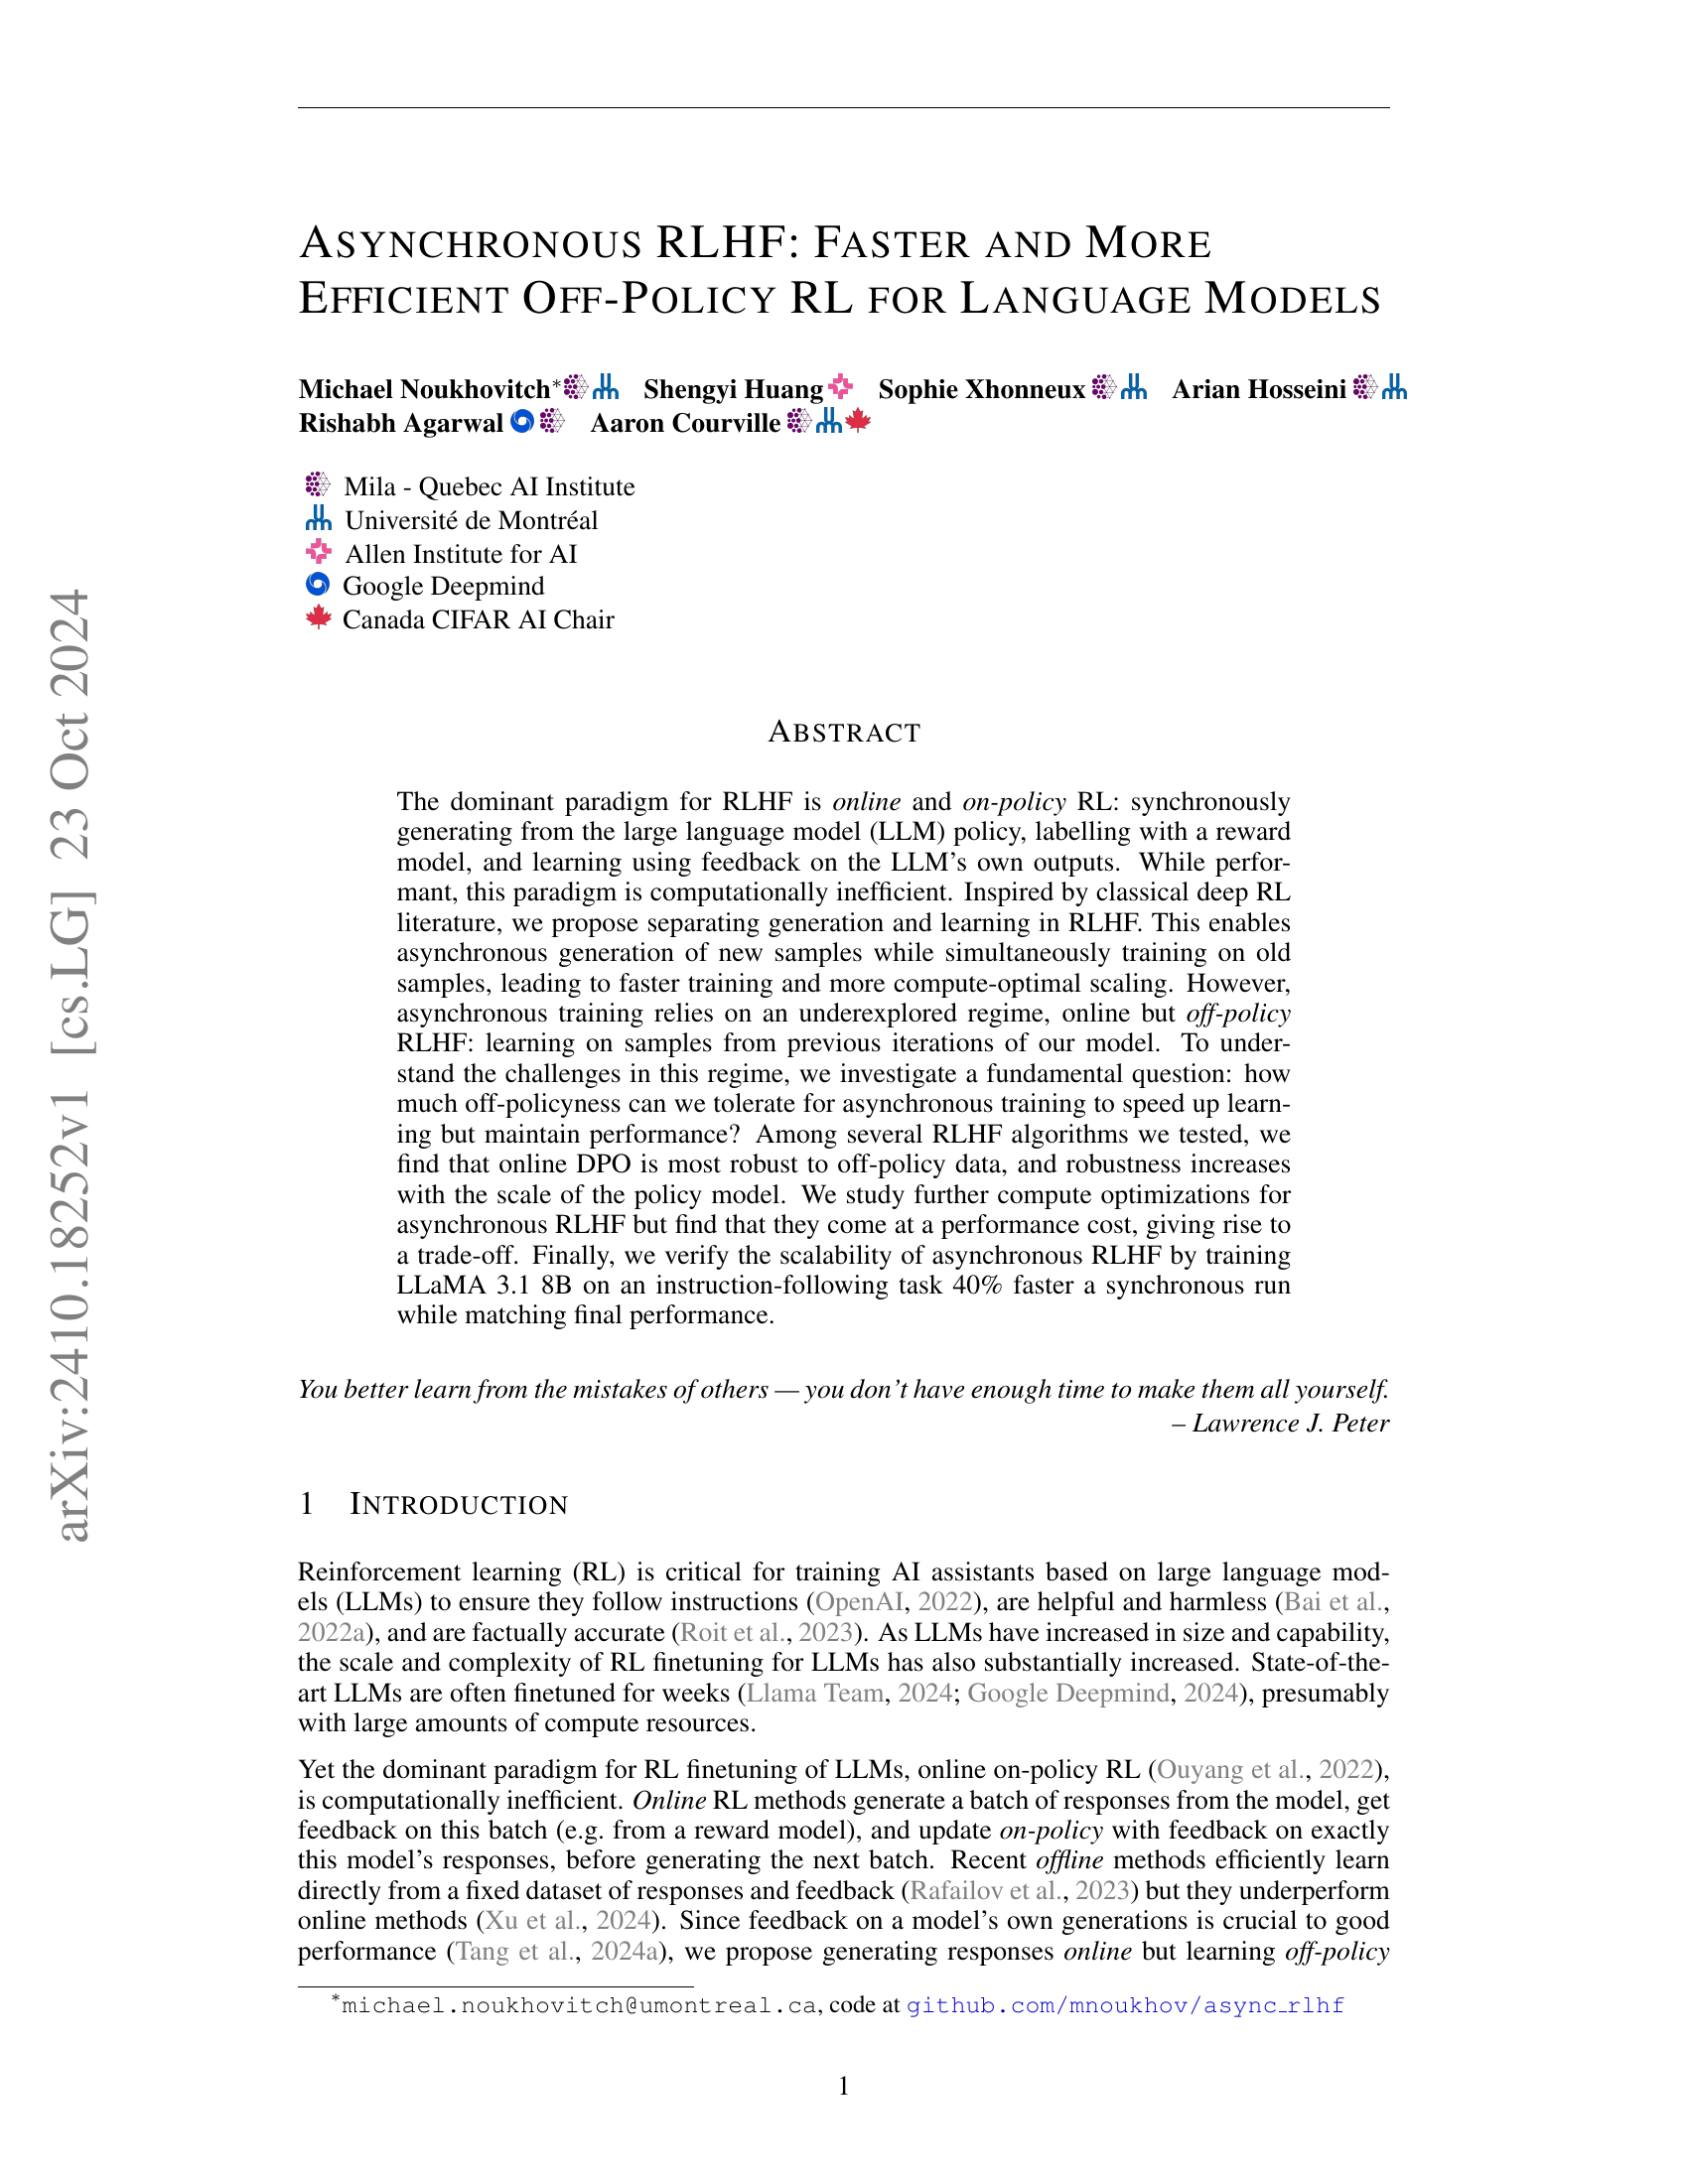 ASYNCHRONOUS RLHF: FASTER AND MORE
EFFICIENT OFF-POLICY RL FOR LANGUAGE MODELS
Michael Noukhovitch* Shengyi Huang Sophie Xhonneux Arian Hosseini
Rishabh Agarwal Aaron Courville
Mila - Quebec AI Institute
Université de Montréal
Allen Institute for AI
Google Deepmind
Canada CIFAR AI Chair
arXiv:2410.18252v1 [cs.LG] 23 Oct 2024
ABSTRACT
The dominant paradigm for RLHF is online and on-policy RL: synchronously
generating from the large language model (LLM) policy, labelling with a reward
model, and learning using feedback on the LLM's own outputs. While perfor-
mant, this paradigm is computationally inefficient. Inspired by classical deep RL
literature, we propose separating generation and learning in RLHF. This enables
asynchronous generation of new samples while simultaneously training on old
samples, leading to faster training and more compute-optimal scaling. However,
asynchronous training relies on an underexplored regime, online but off-policy
RLHF: learning on samples from previous iterations of our model. To under-
stand the challenges in this regime, we investigate a fundamental question: how
much off-policyness can we tolerate for asynchronous training to speed up learn-
ing but maintain performance? Among several RLHF algorithms we tested, we
find that online DPO is most robust to off-policy data, and robustness increases
with the scale of the policy model. We study further compute optimizations for
asynchronous RLHF but find that they come at a performance cost, giving rise to
a trade-off. Finally, we verify the scalability of asynchronous RLHF by training
LLaMA 3.1 8B on an instruction-following task 40% faster a synchronous run
while matching final performance.
You better learn from the mistakes of others — you don't have enough time to make them all yourself.
– Lawrence J. Peter
1 INTRODUCTION
Reinforcement learning (RL) is critical for training AI assistants based on large language mod-
els (LLMs) to ensure they follow instructions (OpenAI, 2022), are helpful and harmless (Bai et al.,
2022a), and are factually accurate (Roit et al., 2023). As LLMs have increased in size and capability,
the scale and complexity of RL finetuning for LLMs has also substantially increased. State-of-the-
art LLMs are often finetuned for weeks (Llama Team, 2024; Google Deepmind, 2024), presumably
with large amounts of compute resources.
Yet the dominant paradigm for RL finetuning of LLMs, online on-policy RL (Ouyang et al., 2022),
is computationally inefficient. Online RL methods generate a batch of responses from the model, get
feedback on this batch (e.g. from a reward model), and update on-policy with feedback on exactly
this model's responses, before generating the next batch. Recent offline methods efficiently learn
directly from a fixed dataset of responses and feedback (Rafailov et al., 2023) but they underperform
online methods (Xu et al., 2024). Since feedback on a model's own generations is crucial to good
performance (Tang et al., 2024a), we propose generating responses online but learning off-policy
*michael.noukhovitch@umontreal.ca, code at github.com/mnoukhov/async_rlhf
1